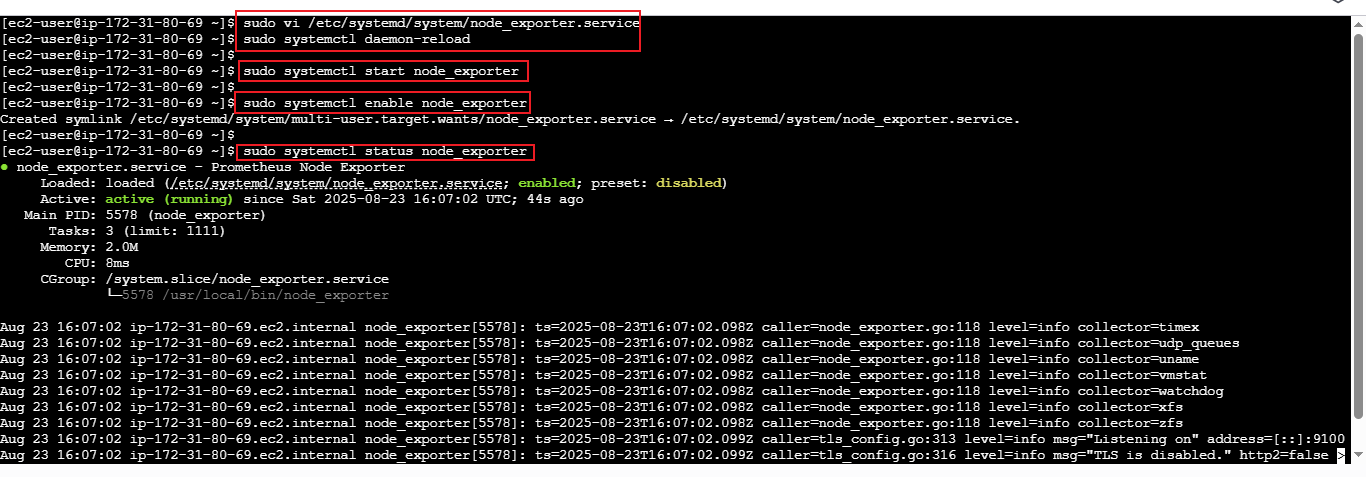 [ec2-user@ip-172-31-80-69 ~]$ sudo vi /etc/systemd/system/node_exporter.service
[ec2-user@ip-172-31-80-69 ~]$ sudo systemctl daemon-reload
[ec2-user@ip-172-31-80-69 ~]$
[ec2-user@ip-172-31-80-69 ~]$ sudo systemctl start node_exporter
[ec2-user@ip-172-31-80-69 ~]$
[ec2-user@ip-172-31-80-69 ~]$ sudo systemctl enable node_exporter
Created symlink /etc/systemd/system/multi-user.target.wants/node_exporter.service → /etc/systemd/system/node_exporter.service.
[ec2-user@ip-172-31-80-69 ~]$
[ec2-user@ip-172-31-80-69 ~]$ sudo systemctl status node_exporter
● node_exporter.service - Prometheus Node Exporter
Loaded: loaded (/etc/systemd/system/node_exporter.service; enabled; preset: disabled)
Active: active (running) since Sat 2025-08-23 16:07:02 UTC; 44s ago
Main PID: 5578 (node_exporter)
Tasks: 3 (limit: 1111)
Memory: 2.0M
CPU: 8ms
CGroup: /system.slice/node_exporter.service
└─5578 /usr/local/bin/node_exporter
Aug 23 16:07:02 ip-172-31-80-69.ec2.internal node_exporter[5578]: ts=2025-08-23T16:07:02.098Z caller=node_exporter.go:118 level=info collector=timex
Aug 23 16:07:02 ip-172-31-80-69.ec2.internal node_exporter[5578]: ts=2025-08-23T16:07:02.098Z caller=node_exporter.go:118 level=info collector=udp_queues
Aug 23 16:07:02 ip-172-31-80-69.ec2.internal node_exporter[5578]: ts=2025-08-23T16:07:02.098Z caller=node_exporter.go:118 level=info collector=uname
Aug 23 16:07:02 ip-172-31-80-69.ec2.internal node_exporter[5578]: ts=2025-08-23T16:07:02.098Z caller=node_exporter.go:118 level=info collector=vmstat
Aug 23 16:07:02 ip-172-31-80-69.ec2.internal node_exporter[5578]: ts=2025-08-23T16:07:02.098Z caller=node_exporter.go:118 level=info collector=watchdog
Aug 23 16:07:02 ip-172-31-80-69.ec2.internal node_exporter[5578]: ts=2025-08-23T16:07:02.098Z caller=node_exporter.go:118 level=info collector=xfs
Aug 23 16:07:02 ip-172-31-80-69.ec2.internal node_exporter[5578]: ts=2025-08-23T16:07:02.098Z caller=node_exporter.go:118 level=info collector=zfs
Aug 23 16:07:02 ip-172-31-80-69.ec2.internal node_exporter[5578]: ts=2025-08-23T16:07:02.099Z caller=tls_config.go:313 level=info msg="Listening on" address=[::]:9100
Aug 23 16:07:02 ip-172-31-80-69.ec2.internal node_exporter[5578]: ts=2025-08-23T16:07:02.099Z caller=tls_config.go:316 level=info msg="TLS is disabled." http2=false >